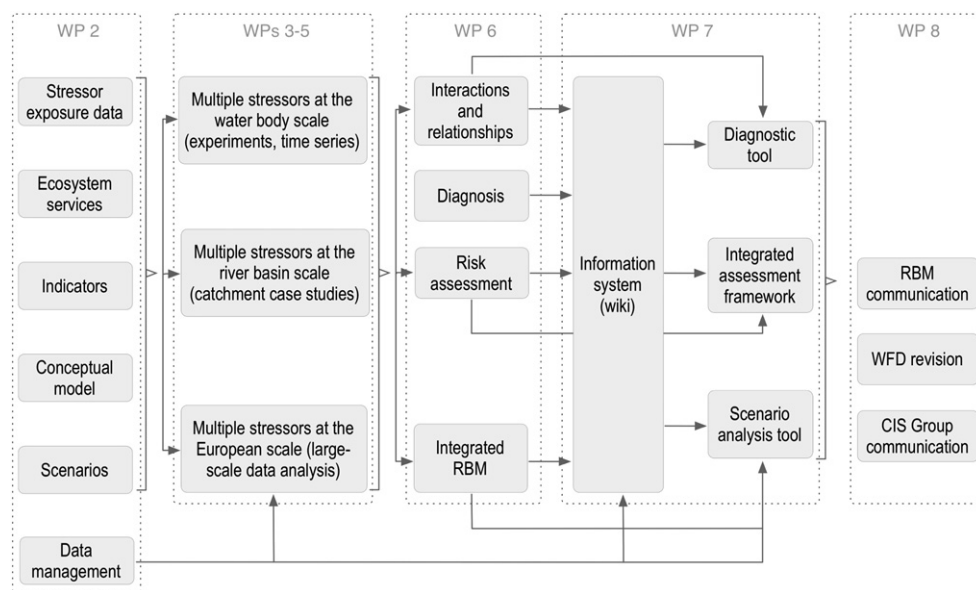 WP 2
Stressor
exposure data
Ecosystem
services
Indicators
Conceptual
model
Scenarios
Data
management
WPs 3-5
Multiple stressors at the
water body scale
(experiments, time series)
Multiple stressors at the
river basin scale
(catchment case studies)
Multiple stressors at the
European scale (large-
scale data analysis)
WP 6
Interactions
and
relationships
Diagnosis
Risk
assessment
Integrated
RBM
WP 7
Information
system
(wiki)
Diagnostic
tool
Integrated
assessment
framework
Scenario
analysis tool
WP 8
RBM
communication
WFD revision
CIS Group
communication